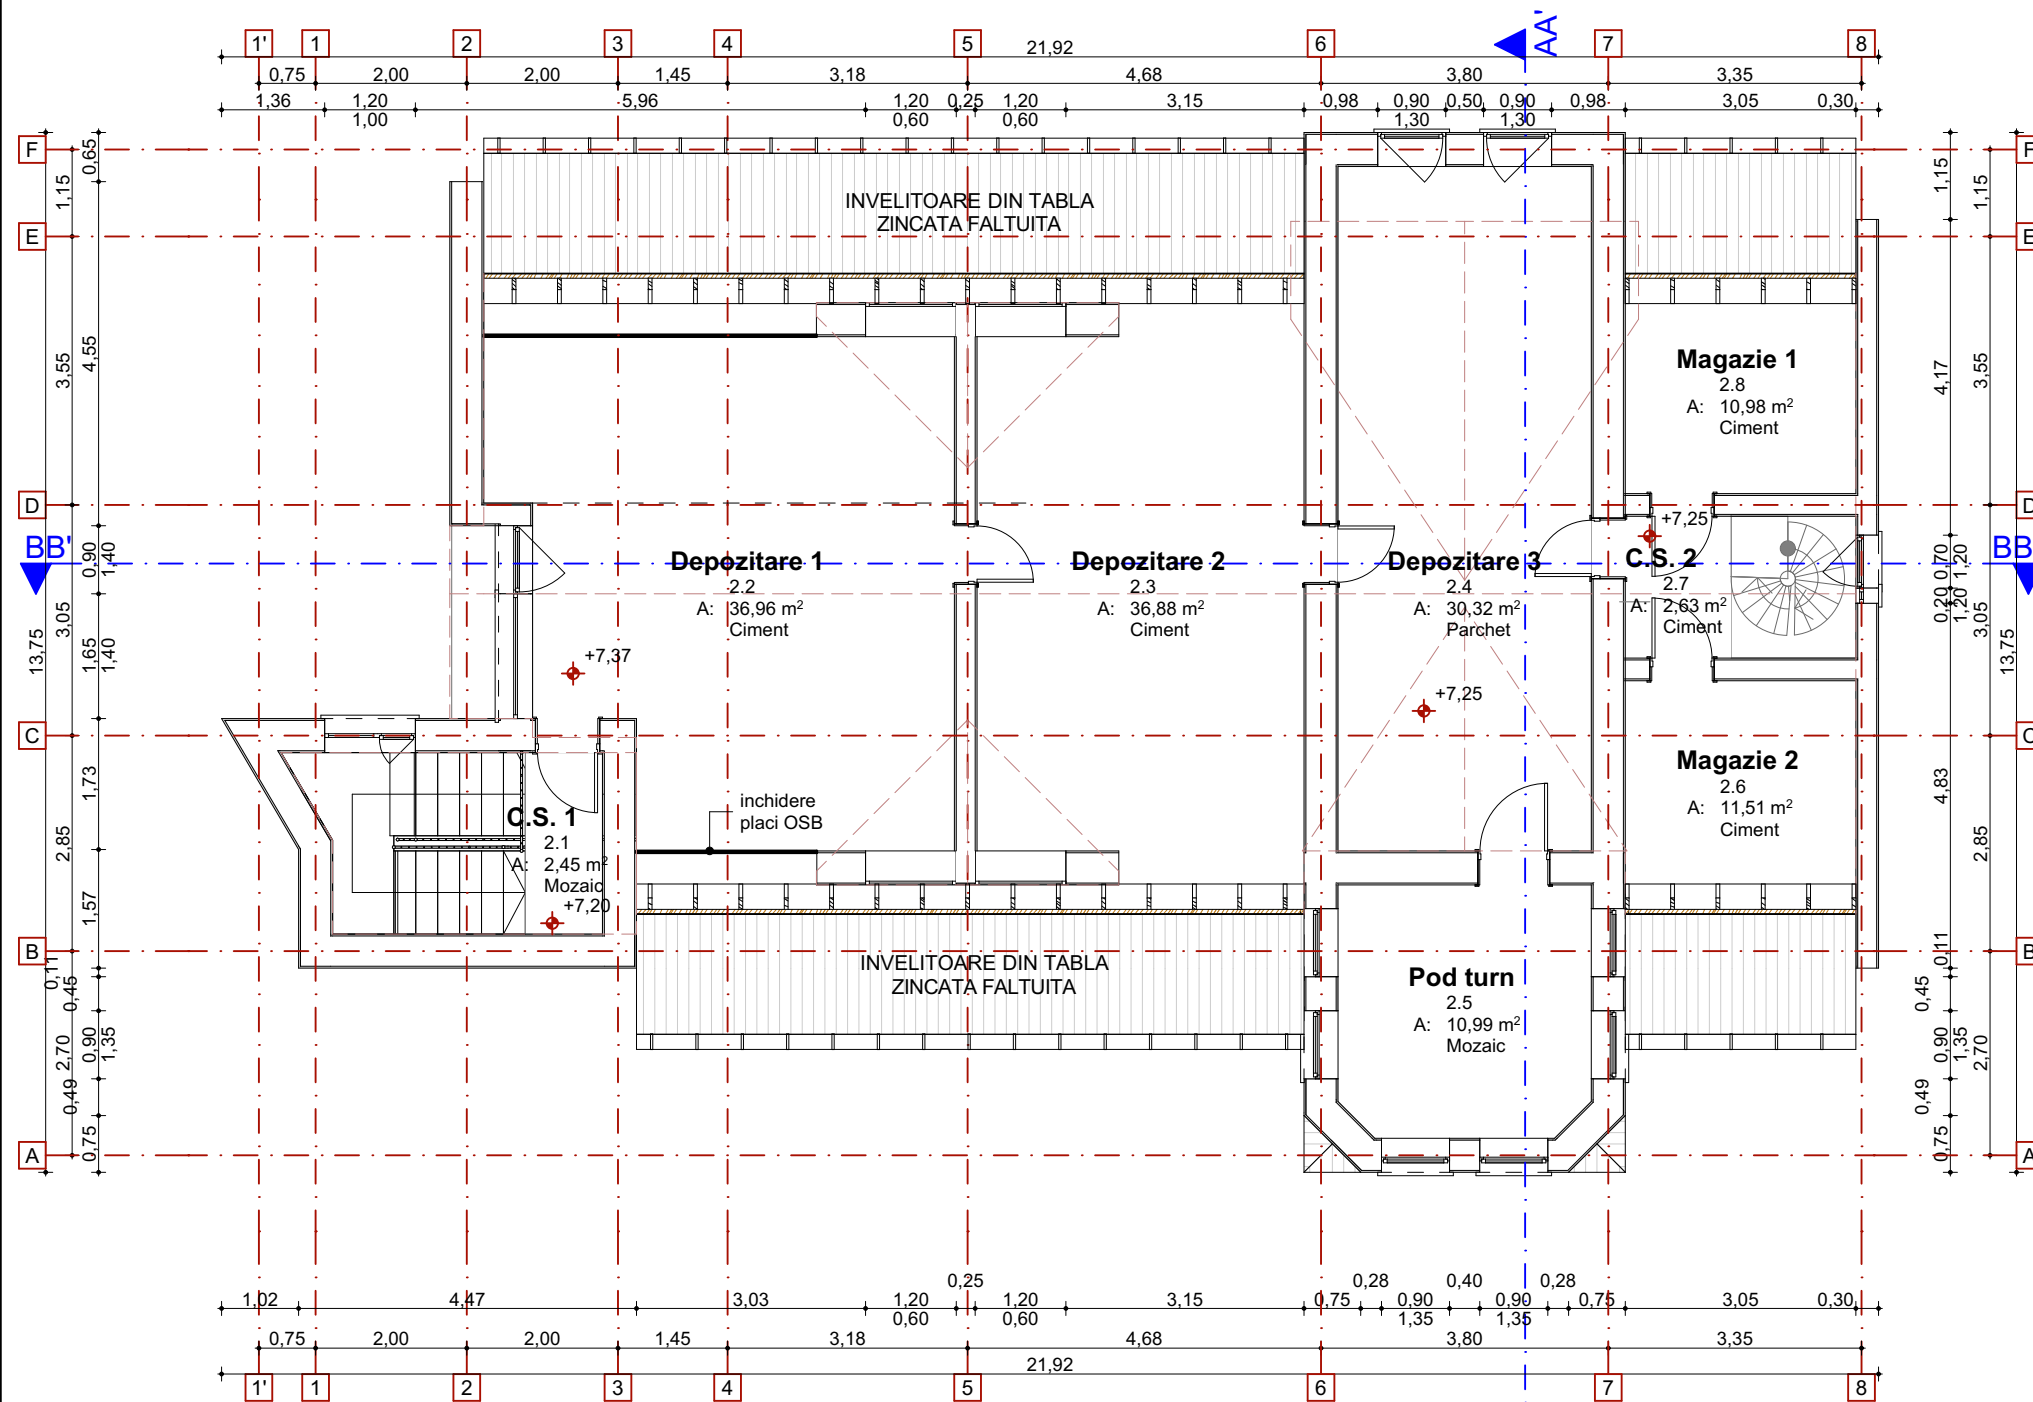 1' 1 2 3 4 5 6 7 8
AA'
21,92
0,75 2,00 2,00 1,45 3,18 4,68 3,80 3,35
1,36 1,20 5,96 1,20 0,25 1,20 3,15 0,98 0,90 0,50 0,90 0,98 3,05 0,30
1,00 0,60 0,60 1,30 1,30
F F
E E
D D
C C
B B
A A
BB' BB
0,65
1,15
4,55
3,55
0,90
1,40
3,05
1,65
1,40
13,75
1,73
2,85
1,57
0,11
0,45
2,70
0,90
1,35
0,49
0,75
INVELITOARE DIN TABLA
ZINCATA FALTUITA
Magazie 1
2.8
A: 10,98 m²
Ciment
Depozitare 1
2.2
A: 36,96 m²
Ciment
+7,37
Depozitare 2
2.3
A: 36,88 m²
Ciment
Depozitare 3
2.4
A: 30,32 m²
Parchet
+7,25
+7,25
C.S. 2
2.7
A: 2,63 m²
Ciment
Magazie 2
2.6
A: 11,51 m²
Ciment
inchidere
placi OSB
C.S. 1
2.1
A: 2,45 m²
Mozaic
+7,20
INVELITOARE DIN TABLA
ZINCATA FALTUITA
Pod turn
2.5
A: 10,99 m²
Mozaic
1,15
1,15
4,17
3,55
0,70
1,20
0,20
1,20
3,05
13,75
4,83
2,85
0,11
0,45
0,90
1,35
2,70
0,49
0,75
0,25 0,28 0,40 0,28
1,02 4,47 3,03 1,20 1,20 3,15 0,75 0,90 0,90 0,75 3,05 0,30
0,60 0,60 1,35 1,35
0,75 2,00 2,00 1,45 3,18 4,68 3,80 3,35
21,92
1' 1 2 3 4 5 6 7 8